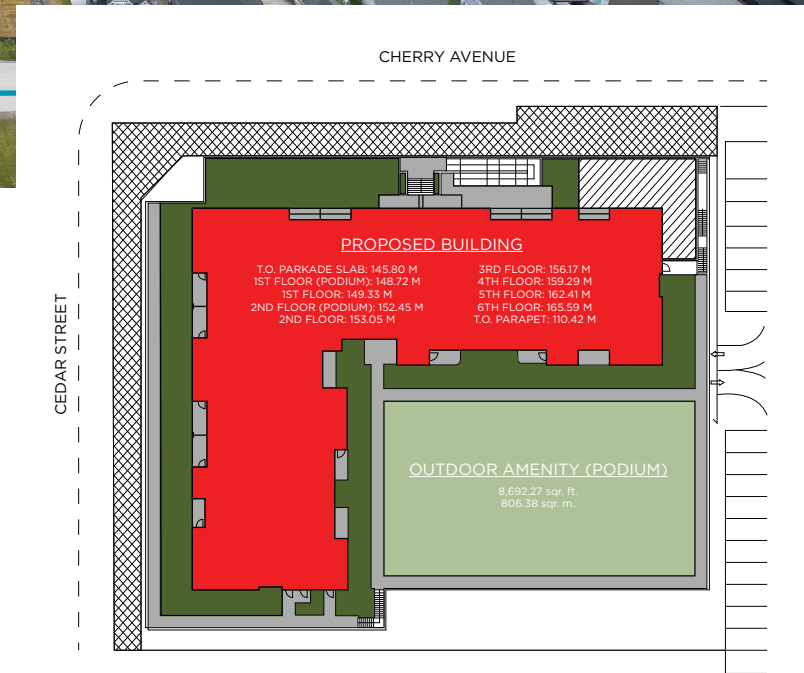 CHERRY AVENUE
CEDAR STREET
PROPOSED BUILDING
T.O. PARKADE SLAB: 145.80 M
1ST FLOOR (PODIUM): 148.72 M
1ST FLOOR: 149.33 M
2ND FLOOR (PODIUM): 152.45 M
2ND FLOOR: 153.05 M
3RD FLOOR: 156.17 M
4TH FLOOR: 159.29 M
5TH FLOOR: 162.41 M
6TH FLOOR: 165.59 M
T.O. PARAPET: 110.42 M
OUTDOOR AMENITY (PODIUM)
8,692.27 sqr. ft.
806.38 sqr. m.